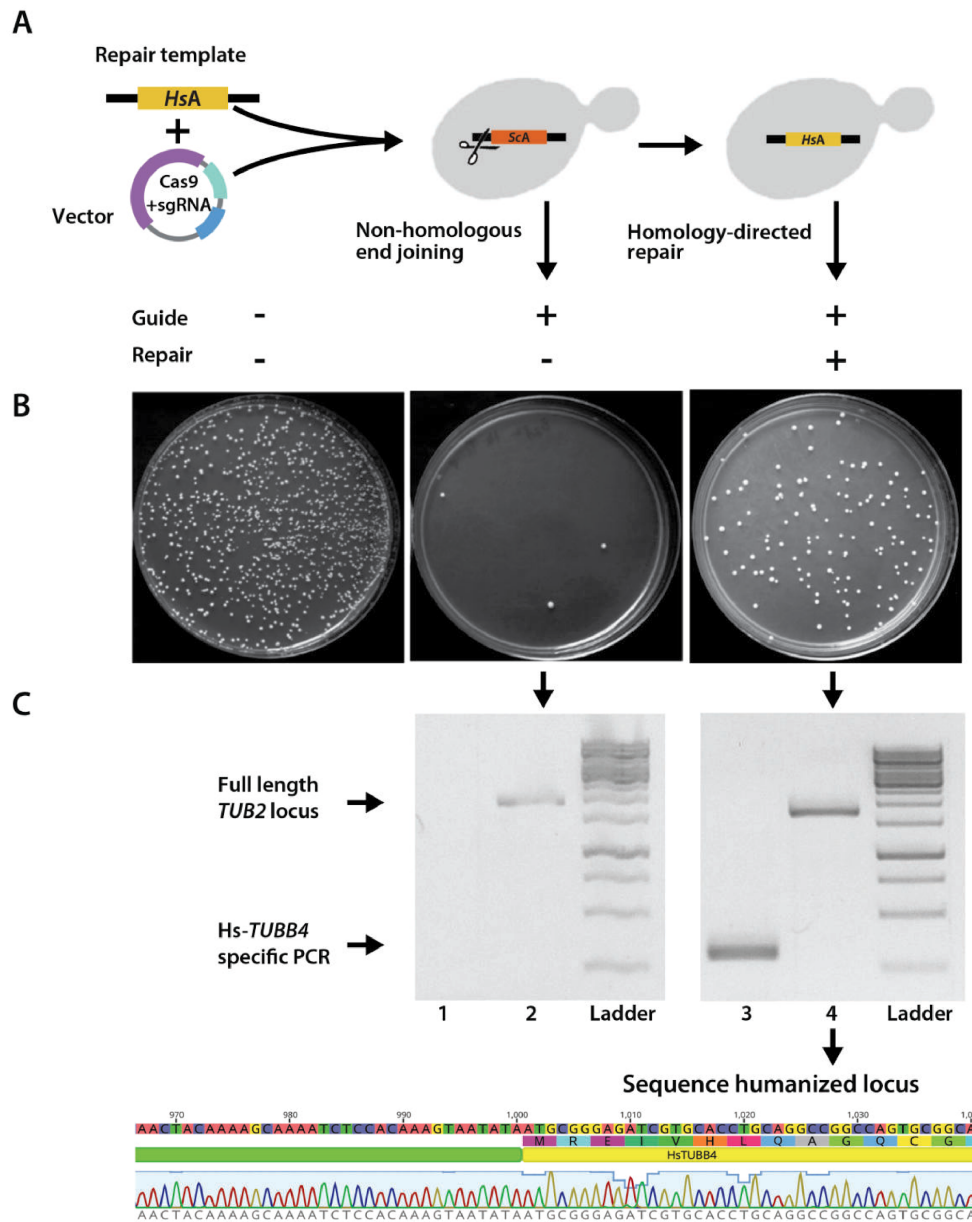 A
Repair template
HsA
+
Cas9
+sgRNA
Vector
ScA
HsA
Non-homologous
end joining
Homology-directed
repair
Guide - + +
Repair - - +
B
C
Full length
TUB2 locus
Hs-TUBB4
specific PCR
1 2 Ladder 3 4 Ladder
Sequence humanized locus
970 980 990 1,000 1,010 1,020 1,030
AACTACAAAAGCAAAATCTCCACAAAGTAATATAATGCGGGAGATCGTGCACCTGCAGGCCGGCCAGTGCGGCA
M R E I V H L Q A G Q C G
HsTUBB4
AACTACAAAAGCAAAATCTCCACAAAGTAATATAATGCGGGAGATCGTGCACCTGCAGGCCGGCCAGTGCGGCA